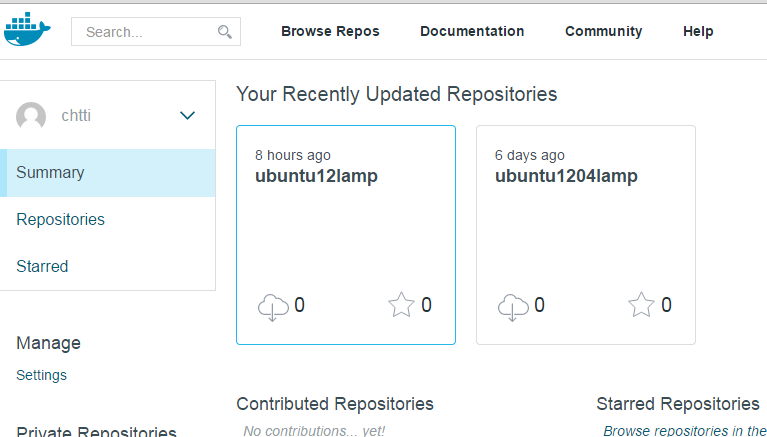 Search...
Browse Repos
Documentation
Community
Help
chtti
Summary
Repositories
Starred
Manage
Settings
Private Repositories
Your Recently Updated Repositories
8 hours ago
ubuntu12lamp
0
0
6 days ago
ubuntu1204lamp
0
0
Contributed Repositories
No contributions... yet!
Starred Repositories
Browse repositories in the